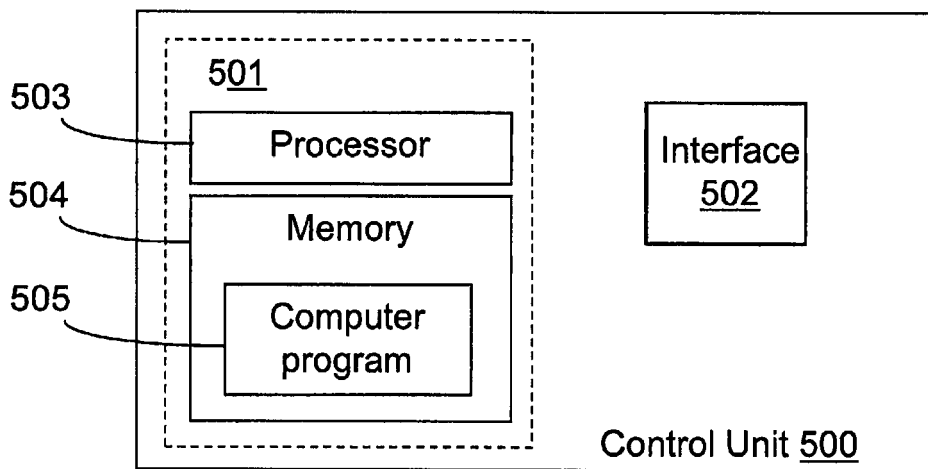 501
503
Processor
Interface
502
504
Memory
505
Computer
program
Control Unit 500